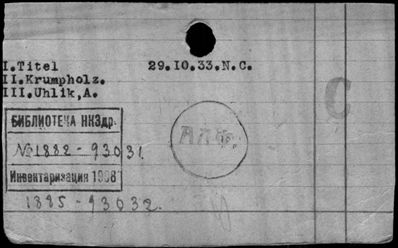 I.Titel 29.10.33.N.C.
II.Krumpholz.
III.Uhlik,A.
БИБЛИОТЕЧА НКЗдр.
№1882-93031.
Инвентаризация 1938
1885-93032.
С